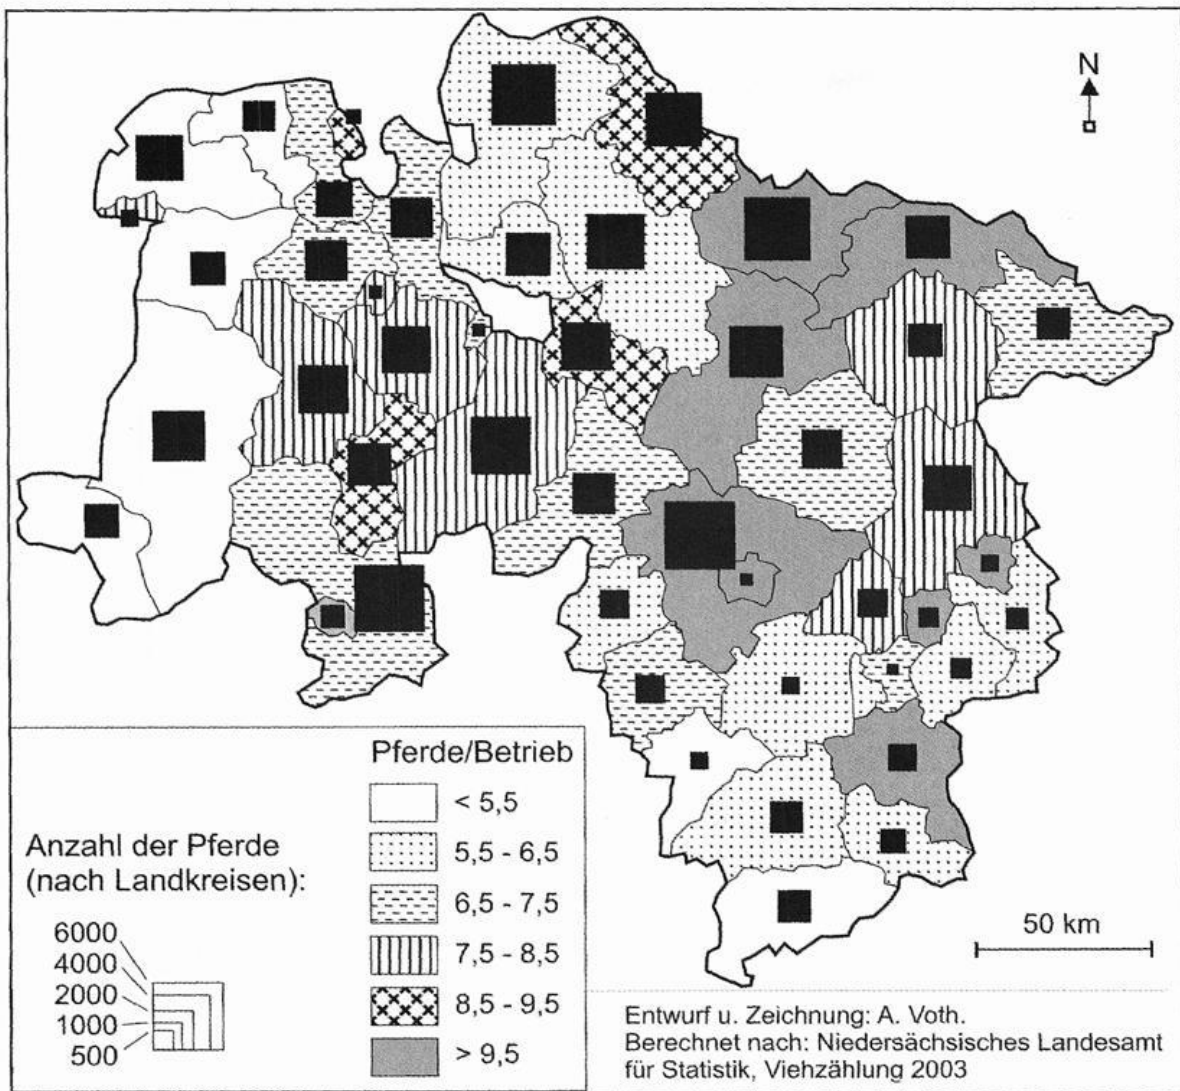 N
Pferde/Betrieb
< 5,5
5,5 - 6,5
6,5 - 7,5
7,5 - 8,5
8,5 - 9,5
> 9,5
Anzahl der Pferde
(nach Landkreisen):
6000
4000
2000
1000
500
50 km
Entwurf u. Zeichnung: A. Voth.
Berechnet nach: Niedersächsisches Landesamt
für Statistik, Viehzählung 2003